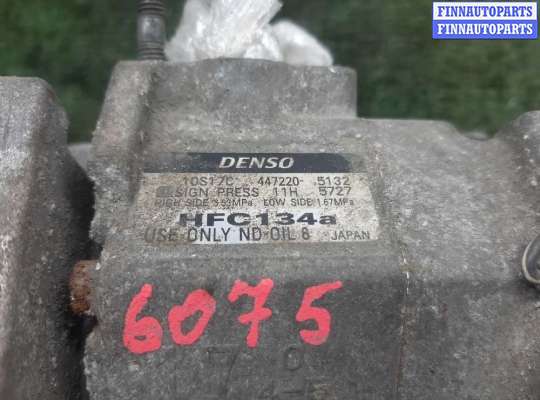 FINNAUTOPARTS
FINNAUTOPARTS
DENSO
10S17C 447220- 5132
DESIGN PRESS 11H 5727
HIGH SIDE 3.53MPa, LOW SIDE 1.67MPa
HFC134a
USE ONLY ND-OIL 8 JAPAN
6075